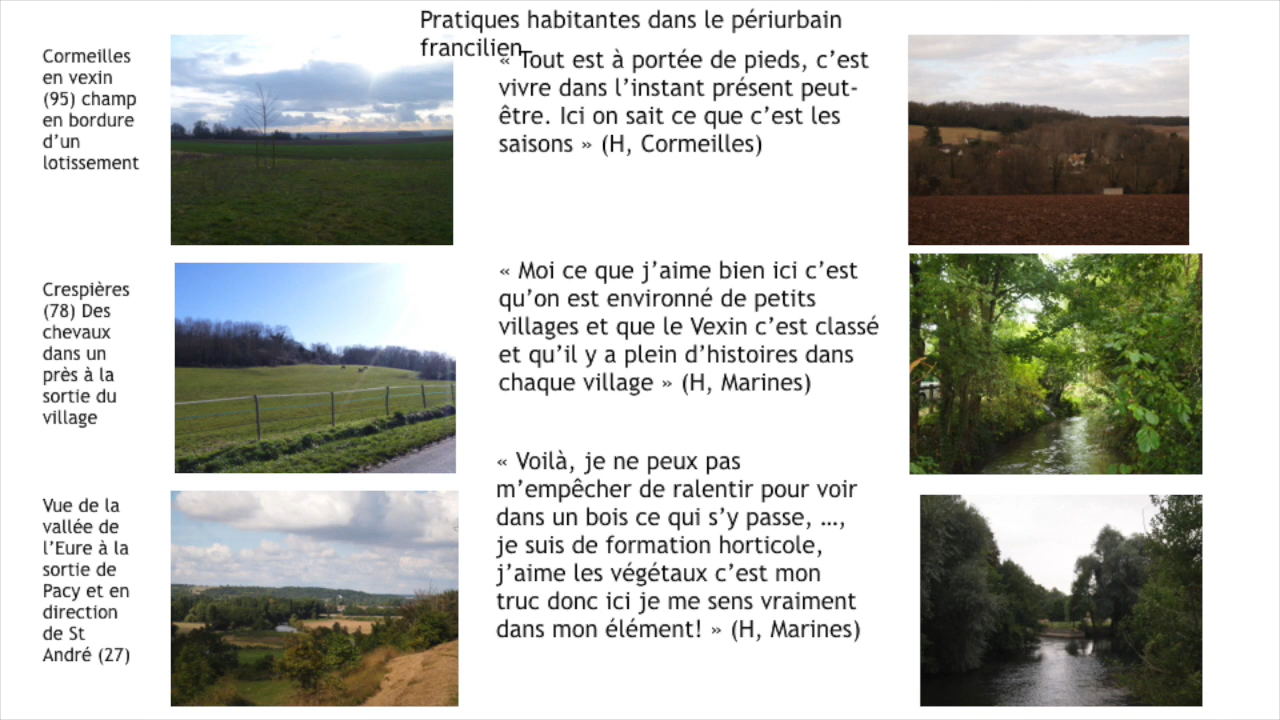 Pratiques habitantes dans le périurbain
francilien
Cormeilles
en vexin
(95) champ
en bordure
d’un
lotissement
« Tout est à portée de pieds, c’est
vivre dans l’instant présent peut-
être. Ici on sait ce que c’est les
saisons » (H, Cormeilles)
Crespières
(78) Des
chevaux
dans un
près à la
sortie du
village
« Moi ce que j’aime bien ici c’est
qu’on est environné de petits
villages et que le Vexin c’est classé
et qu’il y a plein d’histoires dans
chaque village » (H, Marines)
Vue de la
vallée de
l’Eure à la
sortie de
Pacy et en
direction
de St
André (27)
« Voilà, je ne peux pas
m’empêcher de ralentir pour voir
dans un bois ce qui s’y passe, …,
je suis de formation horticole,
j’aime les végétaux c’est mon
truc donc ici je me sens vraiment
dans mon élément! » (H, Marines)